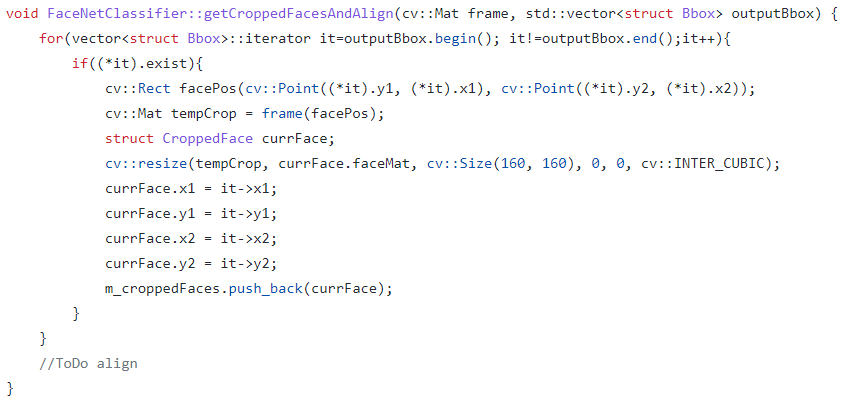 void FaceNetClassifier::getCroppedFacesAndAlign(cv::Mat frame, std::vector<struct Bbox> outputBbox) {
    for(vector<struct Bbox>::iterator it=outputBbox.begin(); it!=outputBbox.end();it++){
        if((*it).exist){
            cv::Rect facePos(cv::Point((*it).y1, (*it).x1), cv::Point((*it).y2, (*it).x2));
            cv::Mat tempCrop = frame(facePos);
            struct CroppedFace currFace;
            cv::resize(tempCrop, currFace.faceMat, cv::Size(160, 160), 0, 0, cv::INTER_CUBIC);
            currFace.x1 = it->x1;
            currFace.y1 = it->y1;
            currFace.x2 = it->x2;
            currFace.y2 = it->y2;
            m_croppedFaces.push_back(currFace);
        }
    }
    //ToDo align
}